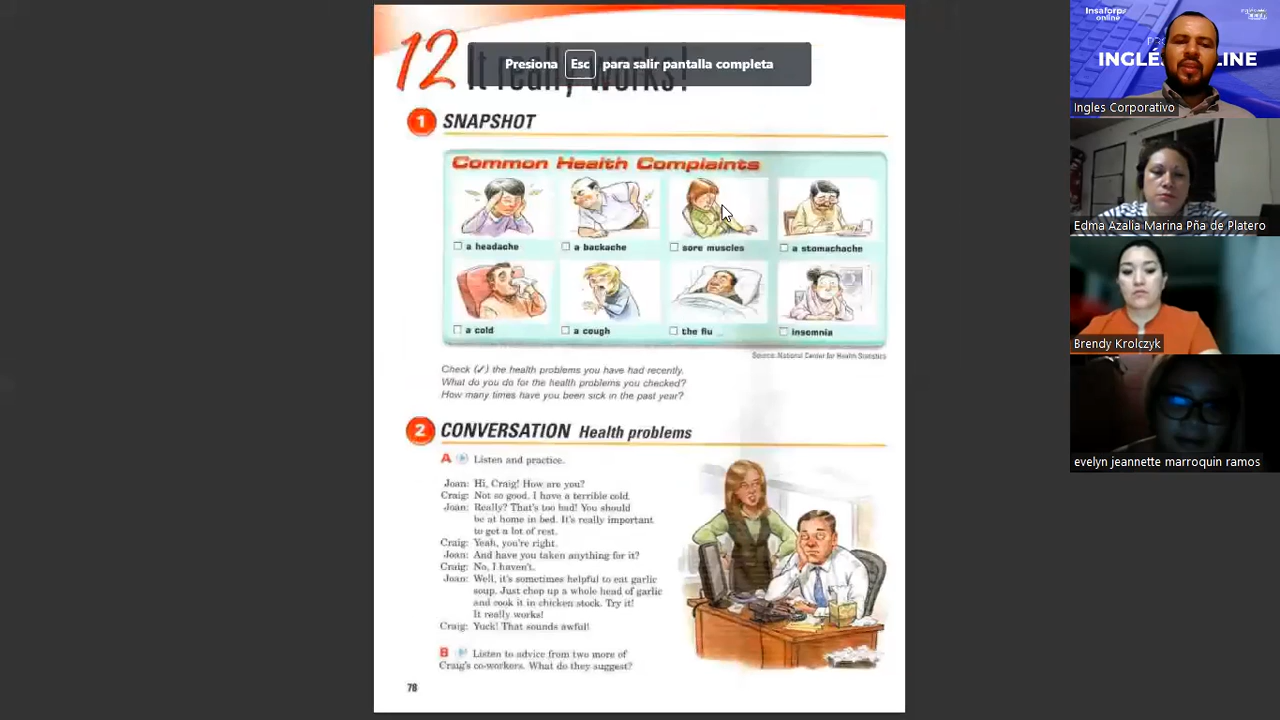 12 It really works!
Presiona Esc para salir pantalla completa
1 SNAPSHOT
Common Health Complaints
a headache
a backache
sore muscles
a stomachache
a cold
a cough
the flu
insomnia
Source: National Center for Health Statistics
Check (✓) the health problems you have had recently.
What do you do for the health problems you checked?
How many times have you been sick in the past year?
2 CONVERSATION Health problems
A Listen and practice.
Joan: Hi, Craig! How are you?
Craig: Not so good. I have a terrible cold.
Joan: Really? That's too bad! You should
be at home in bed. It's really important
to get a lot of rest.
Craig: Yeah, you're right.
Joan: And have you taken anything for it?
Craig: No, I haven't.
Joan: Well, it's sometimes helpful to eat garlic
soup. Just chop up a whole head of garlic
and cook it in chicken stock. Try it!
It really works!
Craig: Yuck! That sounds awful!
B Listen to advice from two more of
Craig's co-workers. What do they suggest?
78
Insaforp
online
INGLÉS
LINE
Ingles Corporativo
Edma Azalia Marina Pña de Platero
Brendy Krolczyk
evelyn jeannette marroquin ramos